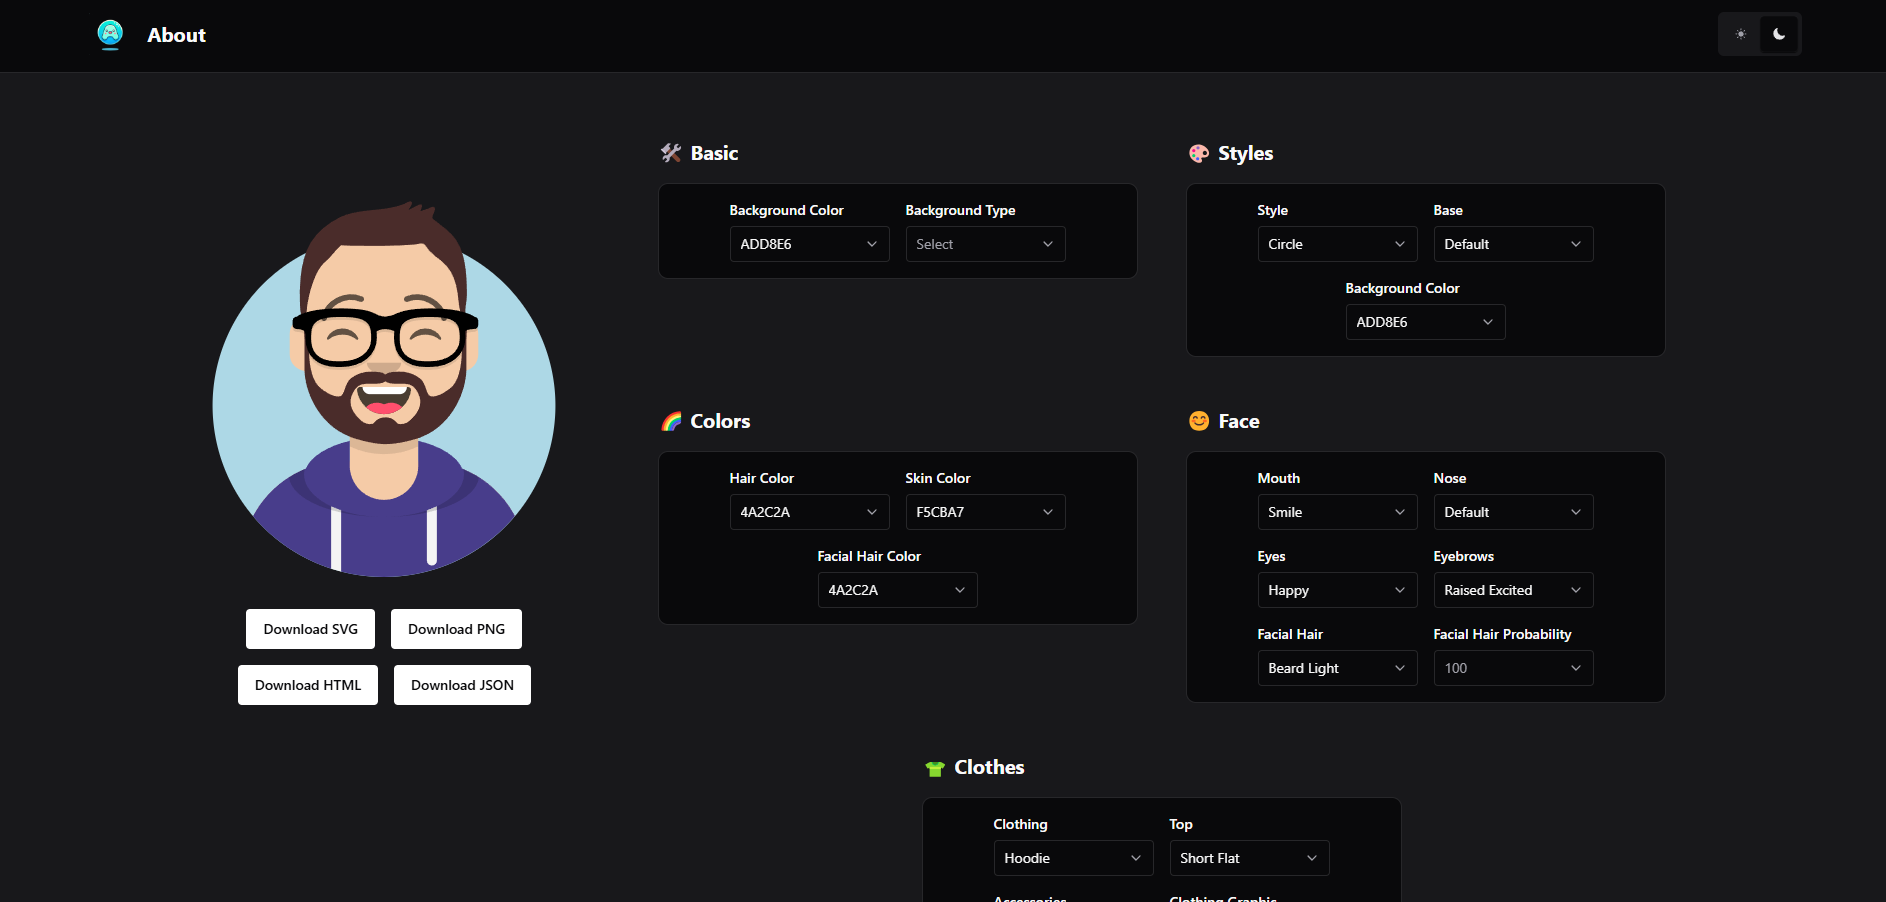 About
Download SVG
Download PNG
Download HTML
Download JSON
Basic
Background Color
Background Type
ADD8E6
Select
Styles
Style
Base
Circle
Default
Background Color
ADD8E6
Colors
Hair Color
Skin Color
4A2C2A
F5CBA7
Facial Hair Color
4A2C2A
Face
Mouth
Nose
Smile
Default
Eyes
Eyebrows
Happy
Raised Excited
Facial Hair
Facial Hair Probability
Beard Light
100
Clothes
Clothing
Top
Hoodie
Short Flat
Accessories
Clothing Graphic